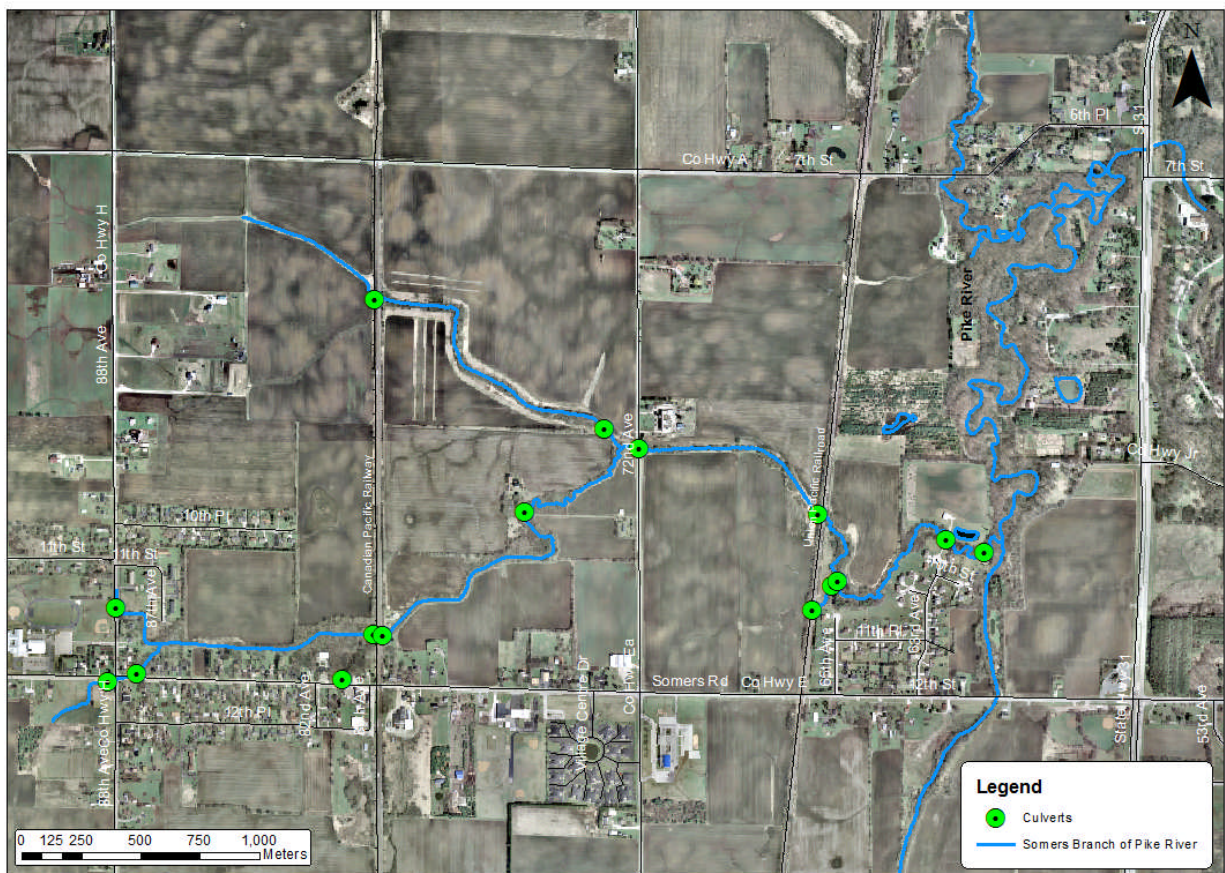 N
6th Pl
St 31
Co Hwy A
7th St
7th St
Co Hwy H
88th Ave
Pike River
72nd Ave
Union Pacific Railroad
Co Hwy Jr
Canadian Pacific Railway
10th Pl
11th St
11th St
87th Ave
11th Pl
63rd Ave
66th Ave
12th St
Somers Rd
Co Hwy E
Co Hwy Ea
Village Centre Dr
82nd Ave
12th Pl
88th Ave
Co Hwy H
State Hwy 31
53rd Ave
Legend
Culverts
Somers Branch of Pike River
0 125 250 500 750 1,000
Meters